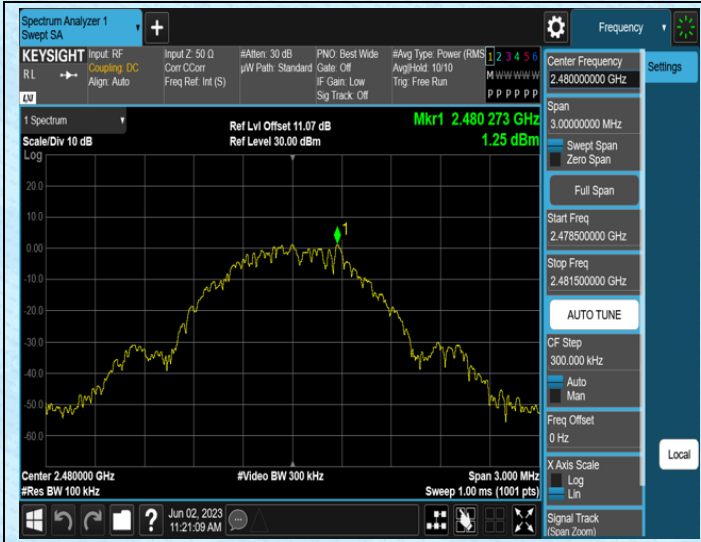 Spectrum Analyzer 1
Swept SA
Frequency
KEYSIGHT
RL
LXI
Input: RF
Coupling: DC
Align: Auto
Input Z: 50 Ω
Corr CCorr
Freq Ref: Int (S)
#Atten: 30 dB
µW Path: Standard
PNO: Best Wide
Gate: Off
IF Gain: Low
Sig Track: Off
#Avg Type: Power (RMS
Avg|Hold: 10/10
Trig: Free Run
1 2 3 4 5 6
M W W W W W
P P P P P P
1 Spectrum
Scale/Div 10 dB
Log
Ref Lvl Offset 11.07 dB
Ref Level 30.00 dBm
Mkr1 2.480 273 GHz
1.25 dBm
1
20.0
10.0
0.00
-10.0
-20.0
-30.0
-40.0
-50.0
-60.0
Center 2.480000 GHz
#Res BW 100 kHz
#Video BW 300 kHz
Span 3.000 MHz
Sweep 1.00 ms (1001 pts)
Jun 02, 2023
11:21:09 AM
Center Frequency
2.480000000 GHz
Settings
Span
3.00000000 MHz
Swept Span
Zero Span
Full Span
Start Freq
2.478500000 GHz
Stop Freq
2.481500000 GHz
AUTO TUNE
CF Step
300.000 kHz
Auto
Man
Freq Offset
0 Hz
X Axis Scale
Log
Lin
Signal Track
(Span Zoom)
Local